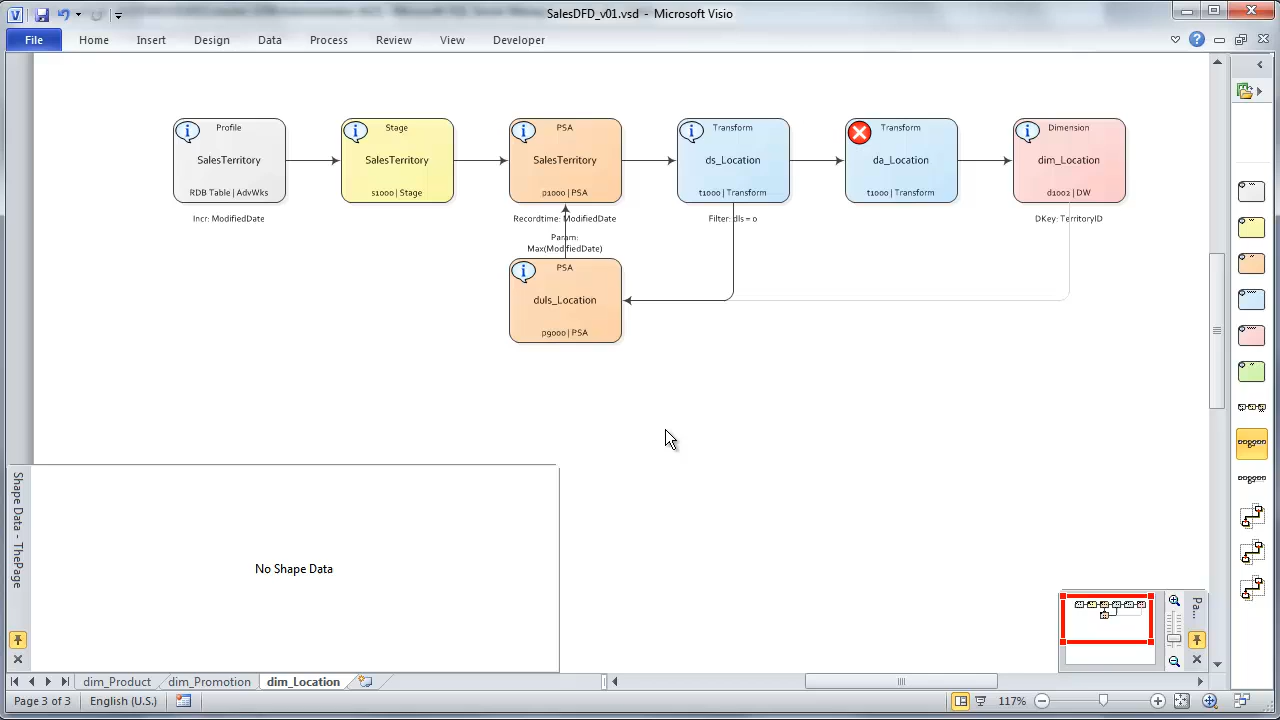 SalesDFD_v01.vsd - Microsoft Visio
File Home Insert Design Data Process Review View Developer
Profile
SalesTerritory
RDB Table | AdvWks
Incr: ModifiedDate
Stage
SalesTerritory
s1000 | Stage
PSA
SalesTerritory
p1000 | PSA
Recordtime: ModifiedDate
Param:
Max(ModifiedDate)
Transform
ds_Location
t1000 | Transform
Filter: dls = 0
Transform
da_Location
t1000 | Transform
Dimension
dim_Location
d1002 | DW
DKey: TerritoryID
PSA
duls_Location
p9000 | PSA
Shape Data - ThePage
No Shape Data
Pa...
dim_Product dim_Promotion dim_Location
Page 3 of 3 English (U.S.) 117%